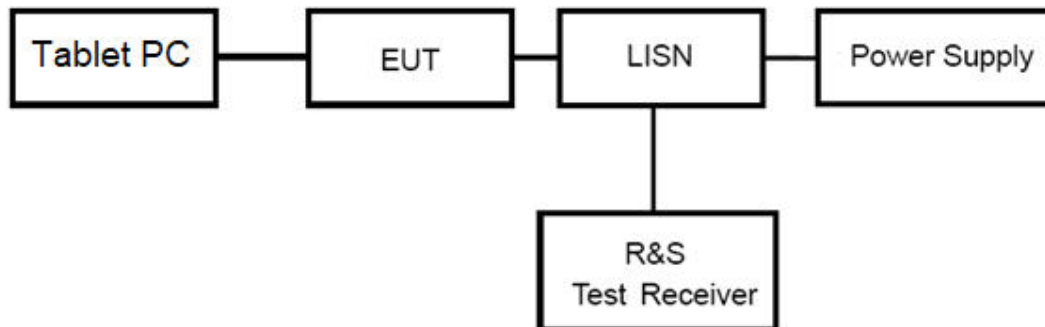 Tablet PC
EUT
LISN
Power Supply
R&S
Test Receiver